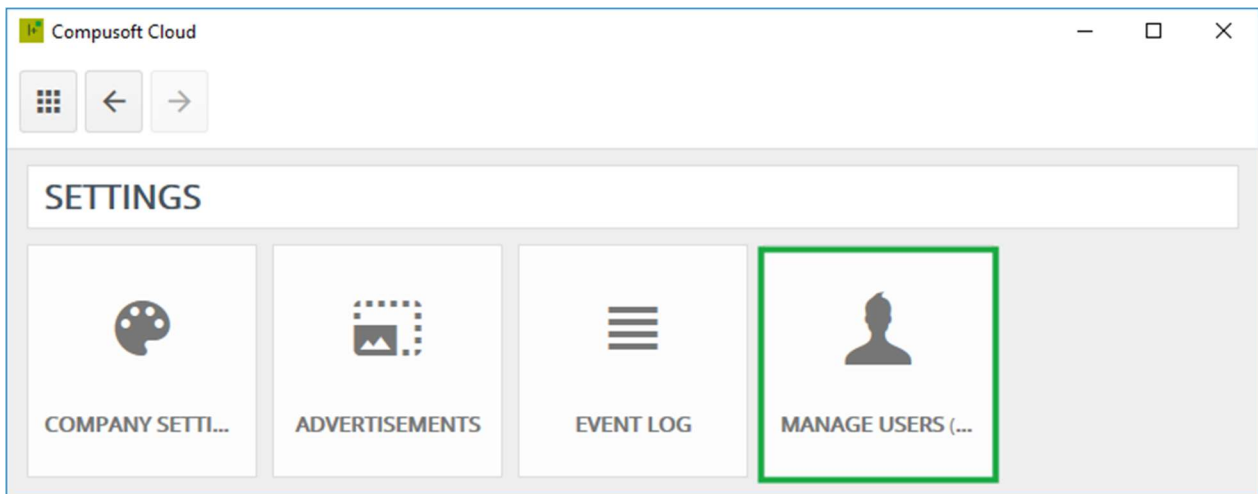 Compusoft Cloud
SETTINGS
COMPANY SETTI...
ADVERTISEMENTS
EVENT LOG
MANAGE USERS (...